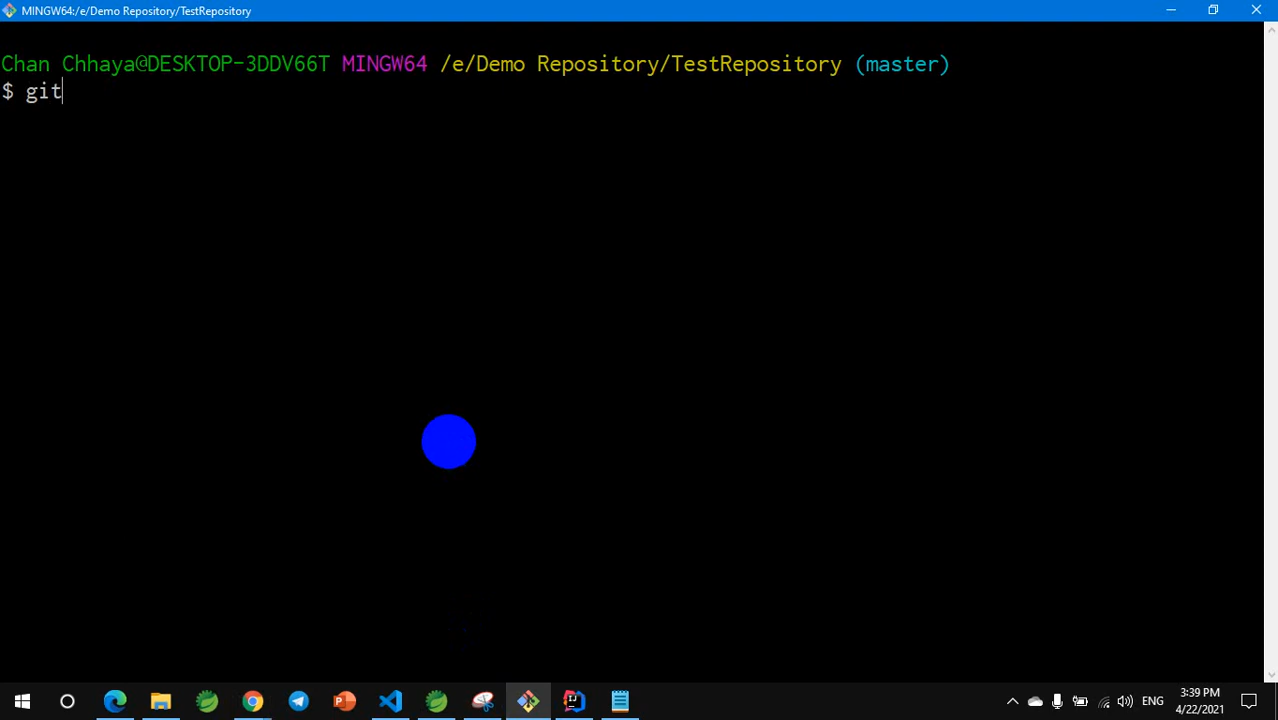 MINGW64:/e/Demo Repository/TestRepository
Chan Chhaya@DESKTOP-3DDV66T MINGW64 /e/Demo Repository/TestRepository (master)
$ git
ENG
3:39 PM
4/22/2021